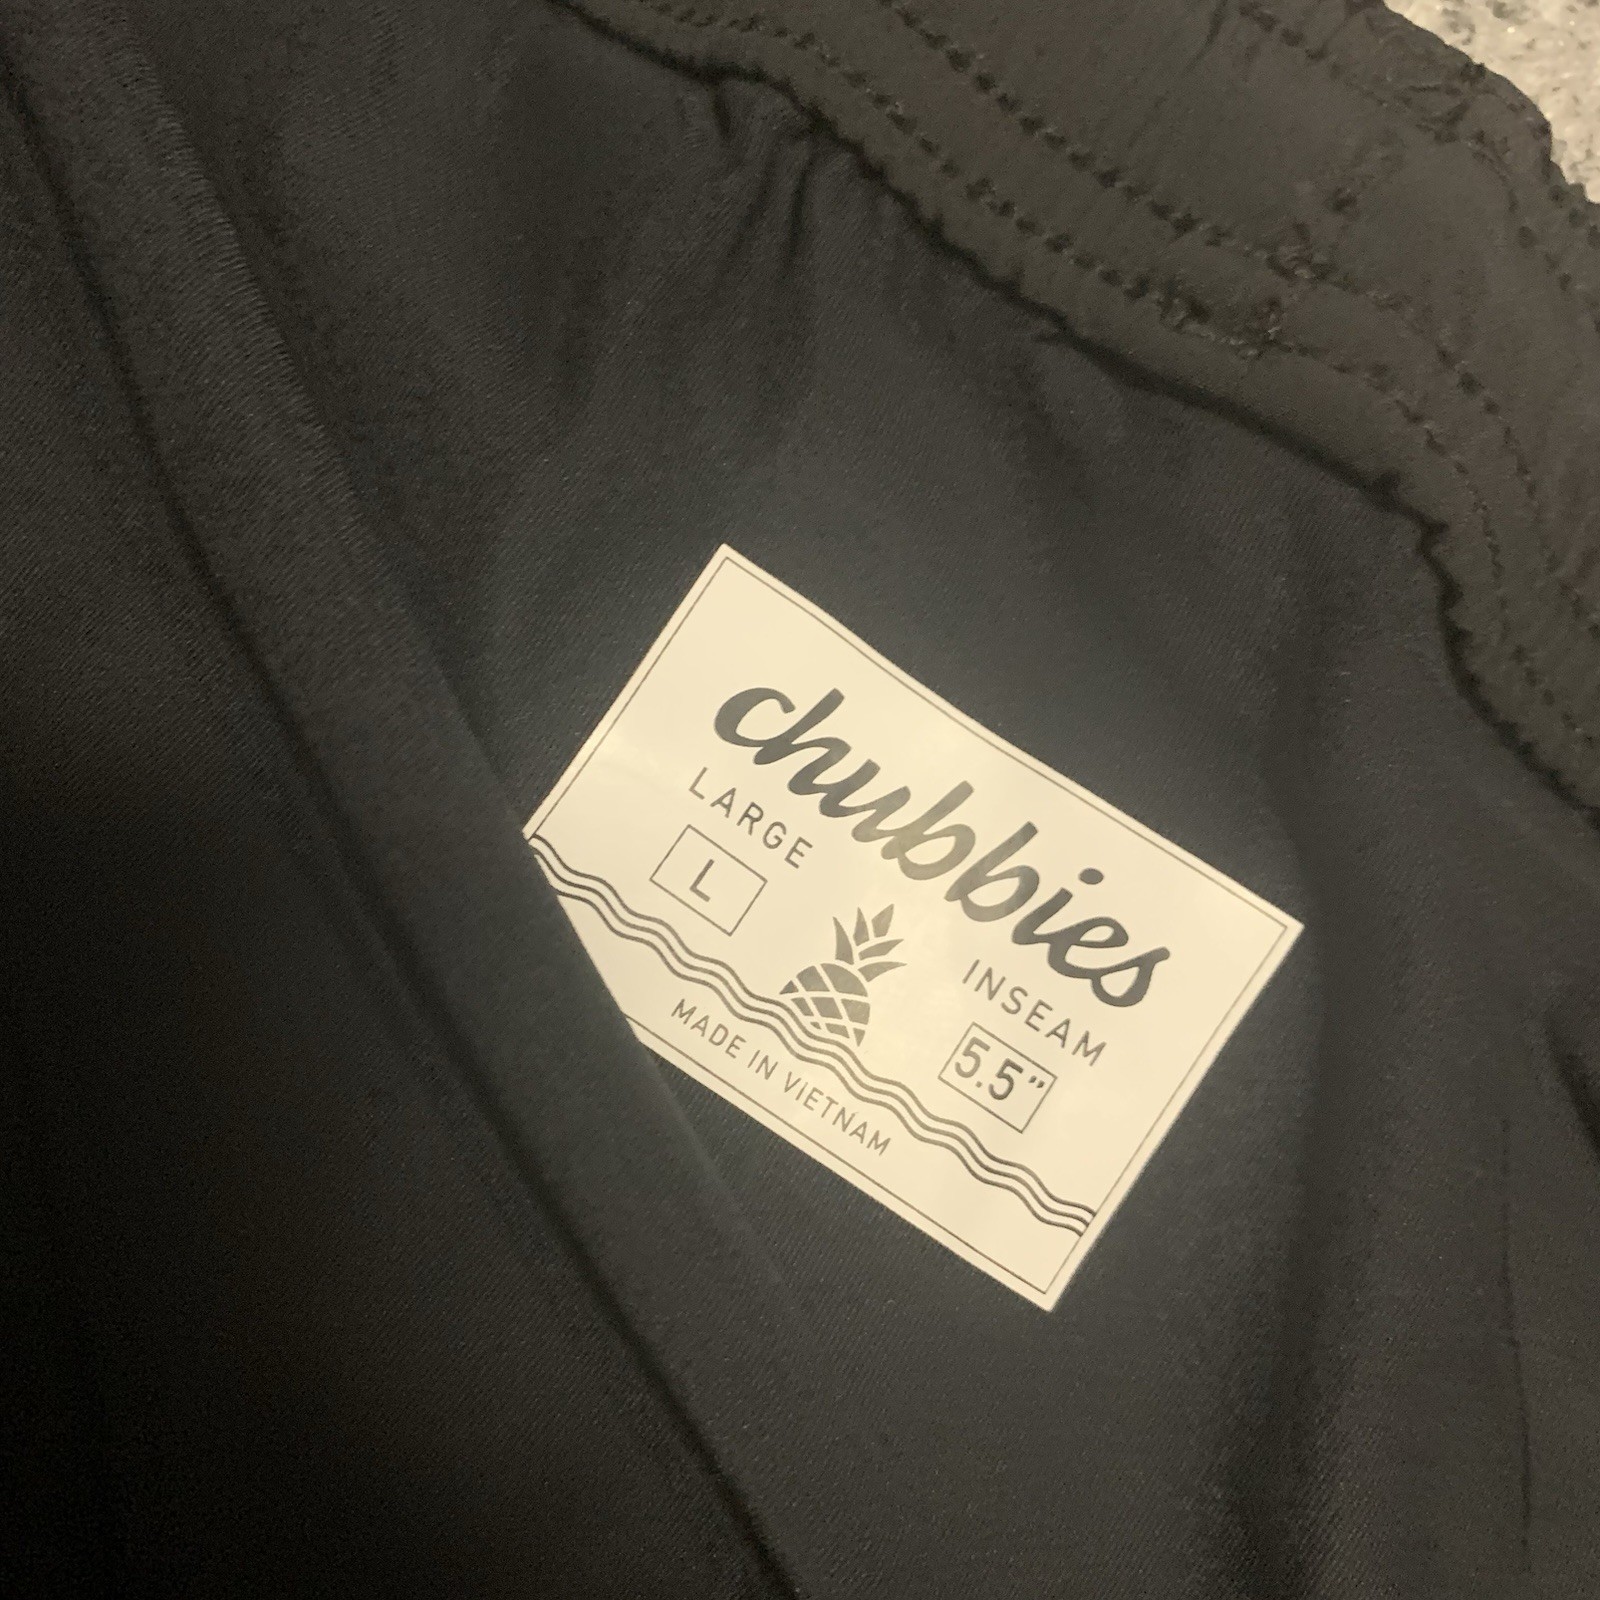 chubbies
LARGE
L
INSEAM
5.5”
MADE IN VIETNAM